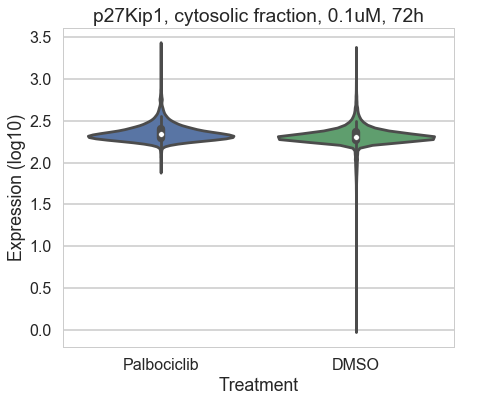 p27Kip1, cytosolic fraction, 0.1uM, 72h
3.5
3.0
2.5
2.0
1.5
1.0
0.5
0.0
Expression (log10)
Palbociclib
DMSO
Treatment